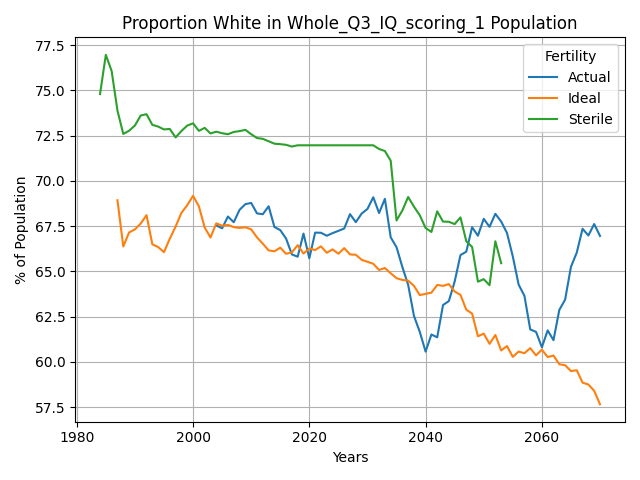 Proportion White in Whole_Q3_IQ_scoring_1 Population
% of Population
77.5
75.0
72.5
70.0
67.5
65.0
62.5
60.0
57.5
Fertility
Actual
Ideal
Sterile
1980
2000
2020
2040
2060
Years